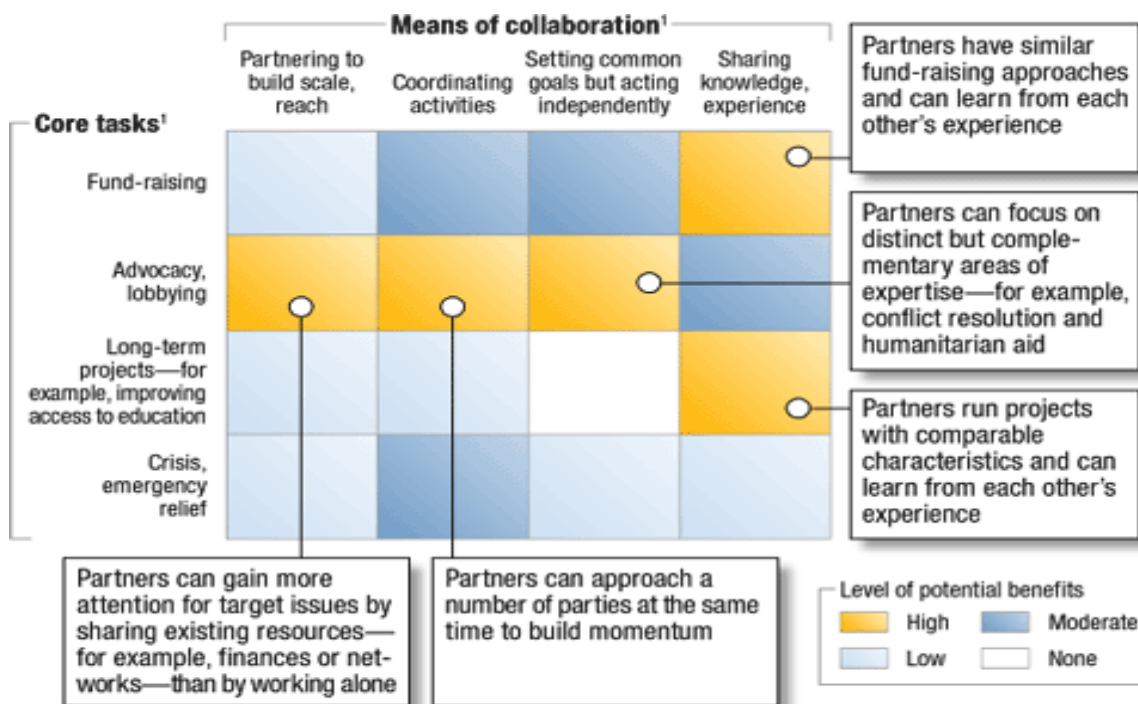 Means of collaboration¹
Partnering to
build scale,
reach
Coordinating
activities
Setting common
goals but acting
independently
Sharing
knowledge,
experience
Core tasks¹
Fund-raising
Advocacy,
lobbying
Long-term
projects—for
example, improving
access to education
Crisis,
emergency
relief
Partners have similar
fund-raising approaches
and can learn from each
other's experience
Partners can focus on
distinct but comple-
mentary areas of
expertise—for example,
conflict resolution and
humanitarian aid
Partners run projects
with comparable
characteristics and can
learn from each other's
experience
Partners can gain more
attention for target issues by
sharing existing resources—
for example, finances or net-
works—than by working alone
Partners can approach a
number of parties at the same
time to build momentum
Level of potential benefits
High
Moderate
Low
None